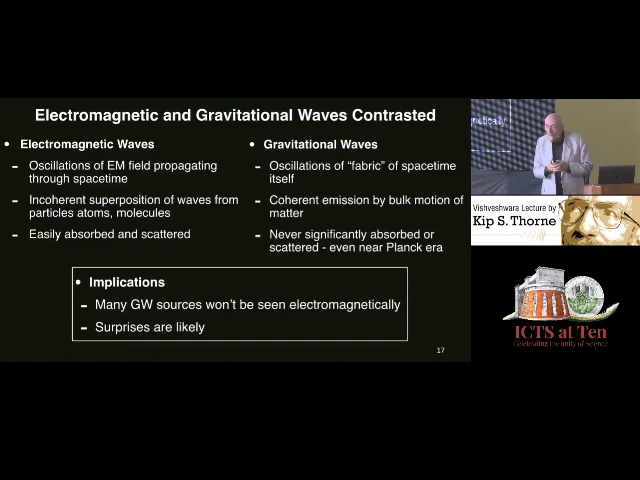 Electromagnetic and Gravitational Waves Contrasted
• Electromagnetic Waves
– Oscillations of EM field propagating
through spacetime
– Incoherent superposition of waves from
particles atoms, molecules
– Easily absorbed and scattered
• Gravitational Waves
– Oscillations of “fabric” of spacetime
itself
– Coherent emission by bulk motion of
matter
– Never significantly absorbed or
scattered - even near Planck era
• Implications
– Many GW sources won’t be seen electromagnetically
– Surprises are likely
17
netically
Vishveshwara Lecture by
Kip S. Thorne
ICTS at Ten
Celebrating the unity of Science